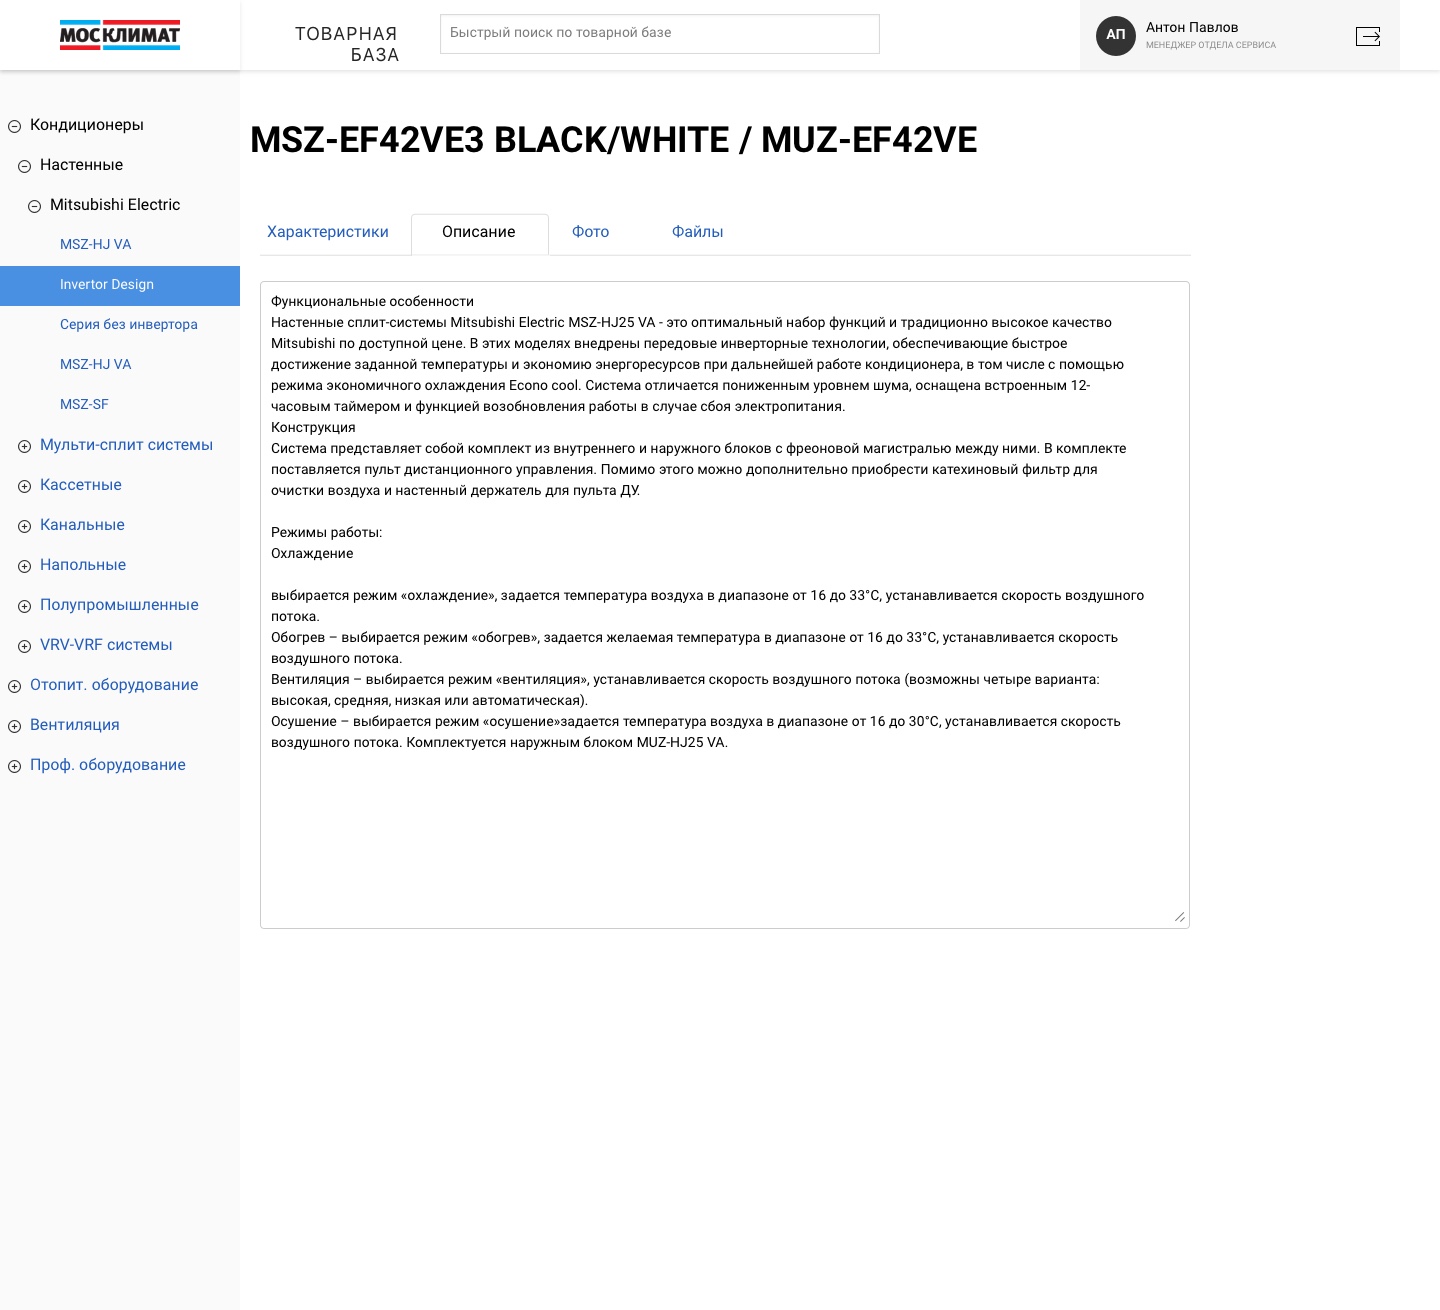 МОСКЛИМАТ
ТОВАРНАЯ
БАЗА
Быстрый поиск по товарной базе
АП
Антон Павлов
МЕНЕДЖЕР ОТДЕЛА СЕРВИСА
Кондиционеры
Настенные
Mitsubishi Electric
MSZ-HJ VA
Invertor Design
Серия без инвертора
MSZ-HJ VA
MSZ-SF
Мульти-сплит системы
Кассетные
Канальные
Напольные
Полупромышленные
VRV-VRF системы
Отопит. оборудование
Вентиляция
Проф. оборудование
MSZ-EF42VE3 BLACK/WHITE / MUZ-EF42VE
Характеристики
Описание
Фото
Файлы
Функциональные особенности
Настенные сплит-системы Mitsubishi Electric MSZ-HJ25 VA - это оптимальный набор функций и традиционно высокое качество
Mitsubishi по доступной цене. В этих моделях внедрены передовые инверторные технологии, обеспечивающие быстрое
достижение заданной температуры и экономию энергоресурсов при дальнейшей работе кондиционера, в том числе с помощью
режима экономичного охлаждения Econo cool. Система отличается пониженным уровнем шума, оснащена встроенным 12-
часовым таймером и функцией возобновления работы в случае сбоя электропитания.
Конструкция
Система представляет собой комплект из внутреннего и наружного блоков с фреоновой магистралью между ними. В комплекте
поставляется пульт дистанционного управления. Помимо этого можно дополнительно приобрести катехиновый фильтр для
очистки воздуха и настенный держатель для пульта ДУ.
Режимы работы:
Охлаждение
выбирается режим «охлаждение», задается температура воздуха в диапазоне от 16 до 33°С, устанавливается скорость воздушного
потока.
Обогрев – выбирается режим «обогрев», задается желаемая температура в диапазоне от 16 до 33°С, устанавливается скорость
воздушного потока.
Вентиляция – выбирается режим «вентиляция», устанавливается скорость воздушного потока (возможны четыре варианта:
высокая, средняя, низкая или автоматическая).
Осушение – выбирается режим «осушение»задается температура воздуха в диапазоне от 16 до 30°С, устанавливается скорость
воздушного потока. Комплектуется наружным блоком MUZ-HJ25 VA.